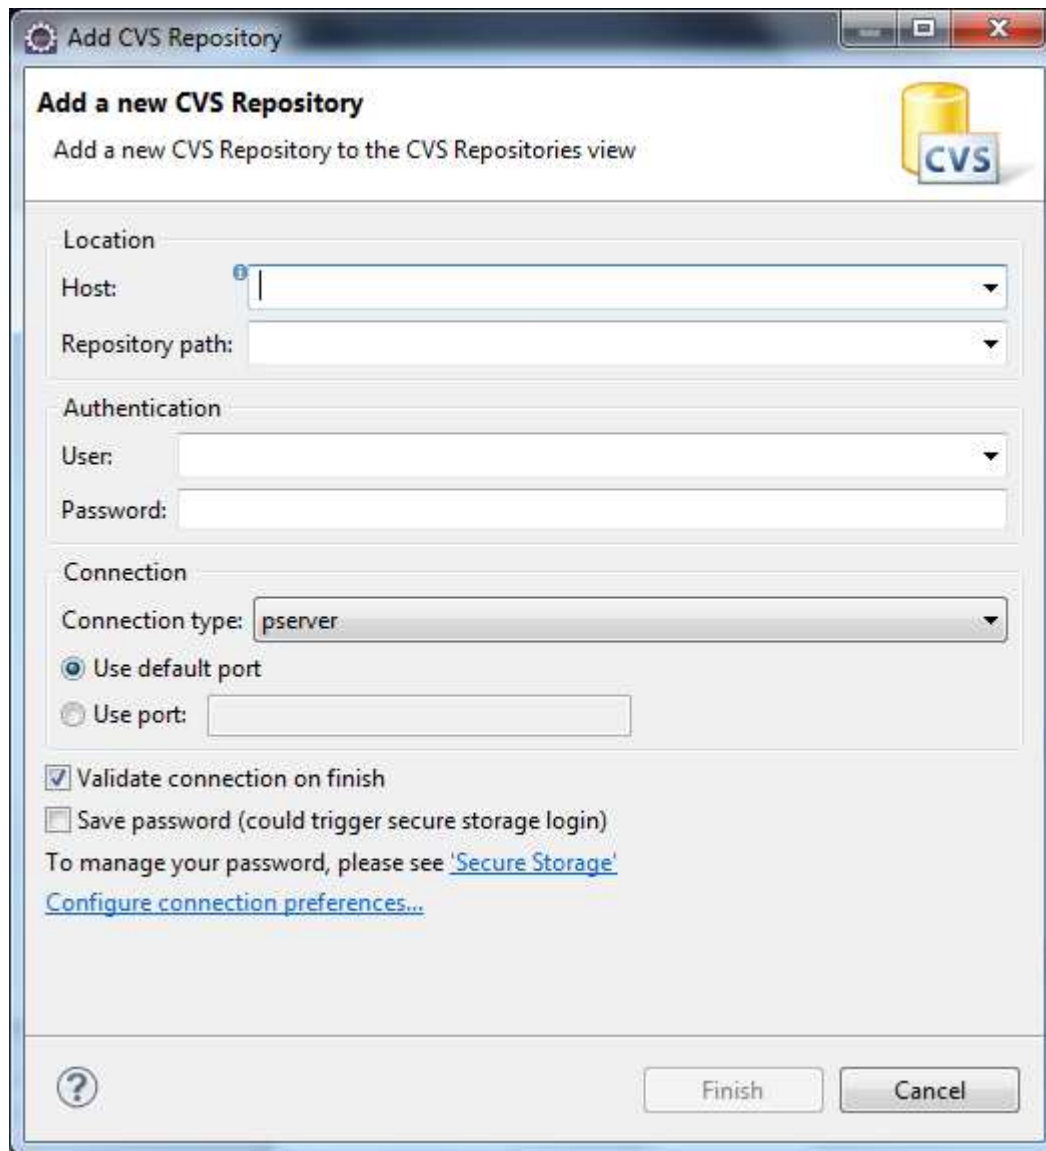 Add CVS Repository
Add a new CVS Repository
Add a new CVS Repository to the CVS Repositories view
CVS
Location
Host:
Repository path:
Authentication
User:
Password:
Connection
Connection type: pserver
Use default port
Use port:
Validate connection on finish
Save password (could trigger secure storage login)
To manage your password, please see 'Secure Storage'
Configure connection preferences...
? Finish Cancel